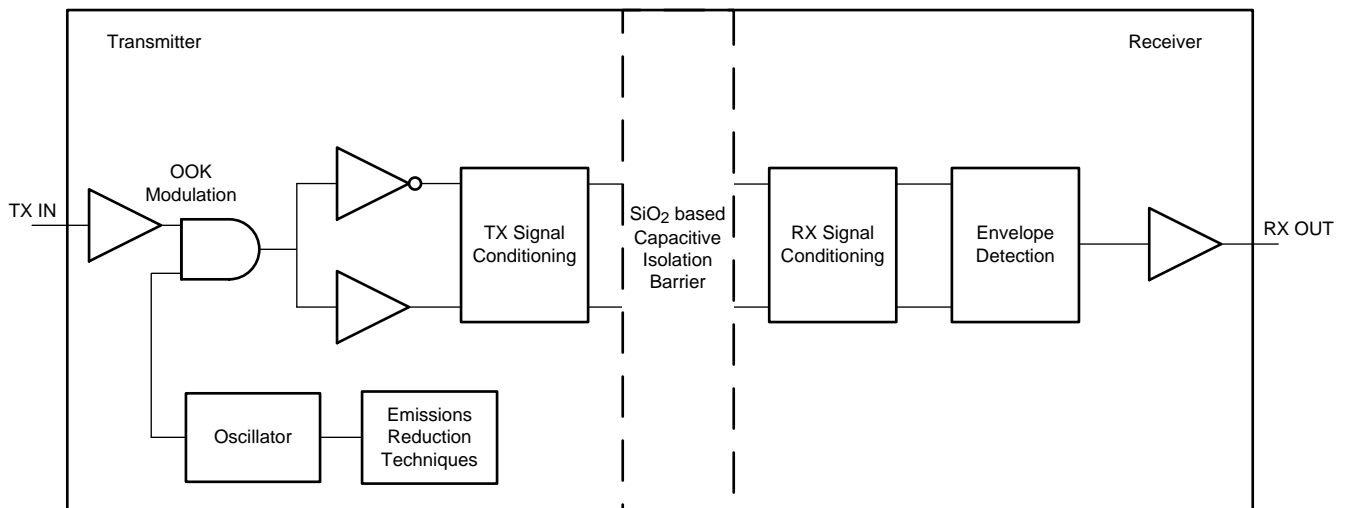 Transmitter
Receiver
OOK
Modulation
TX IN
TX Signal
Conditioning
SiO2 based
Capacitive
Isolation
Barrier
RX Signal
Conditioning
Envelope
Detection
RX OUT
Oscillator
Emissions
Reduction
Techniques